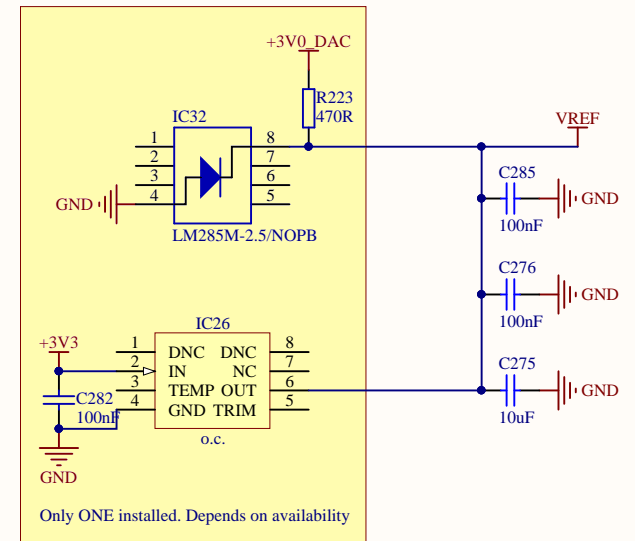 +3V0_DAC
R223
470R
IC32
1
2
3
4
8
7
6
5
GND
LM285M-2.5/NOPB
VREF
C285
GND
100nF
C276
GND
100nF
C275
GND
10uF
IC26
+3V3
1
2
3
4
DNC DNC
IN NC
TEMP OUT
GND TRIM
8
7
6
5
C282
100nF
o.c.
GND
Only ONE installed. Depends on availability